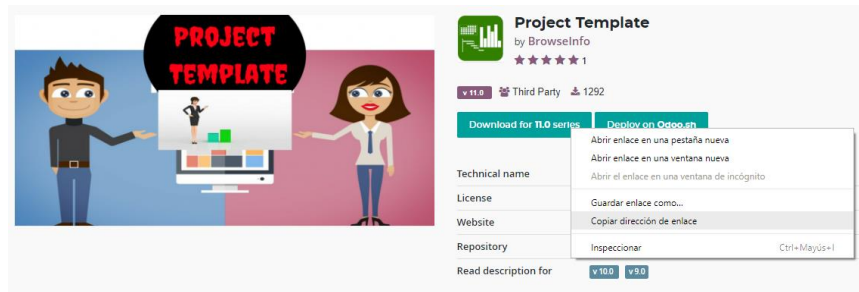 PROJECT
TEMPLATE
Project Template
by BrowseInfo
1
v 11.0 Third Party 1292
Download for 11.0 series Deploy on Odoo.sh
Abrir enlace en una pestaña nueva
Abrir enlace en una ventana nueva
Abrir el enlace en una ventana de incógnito
Guardar enlace como...
Copiar dirección de enlace
Inspeccionar Ctrl+Mayús+I
Technical name
License
Website
Repository
Read description for v 10.0 v 9.0